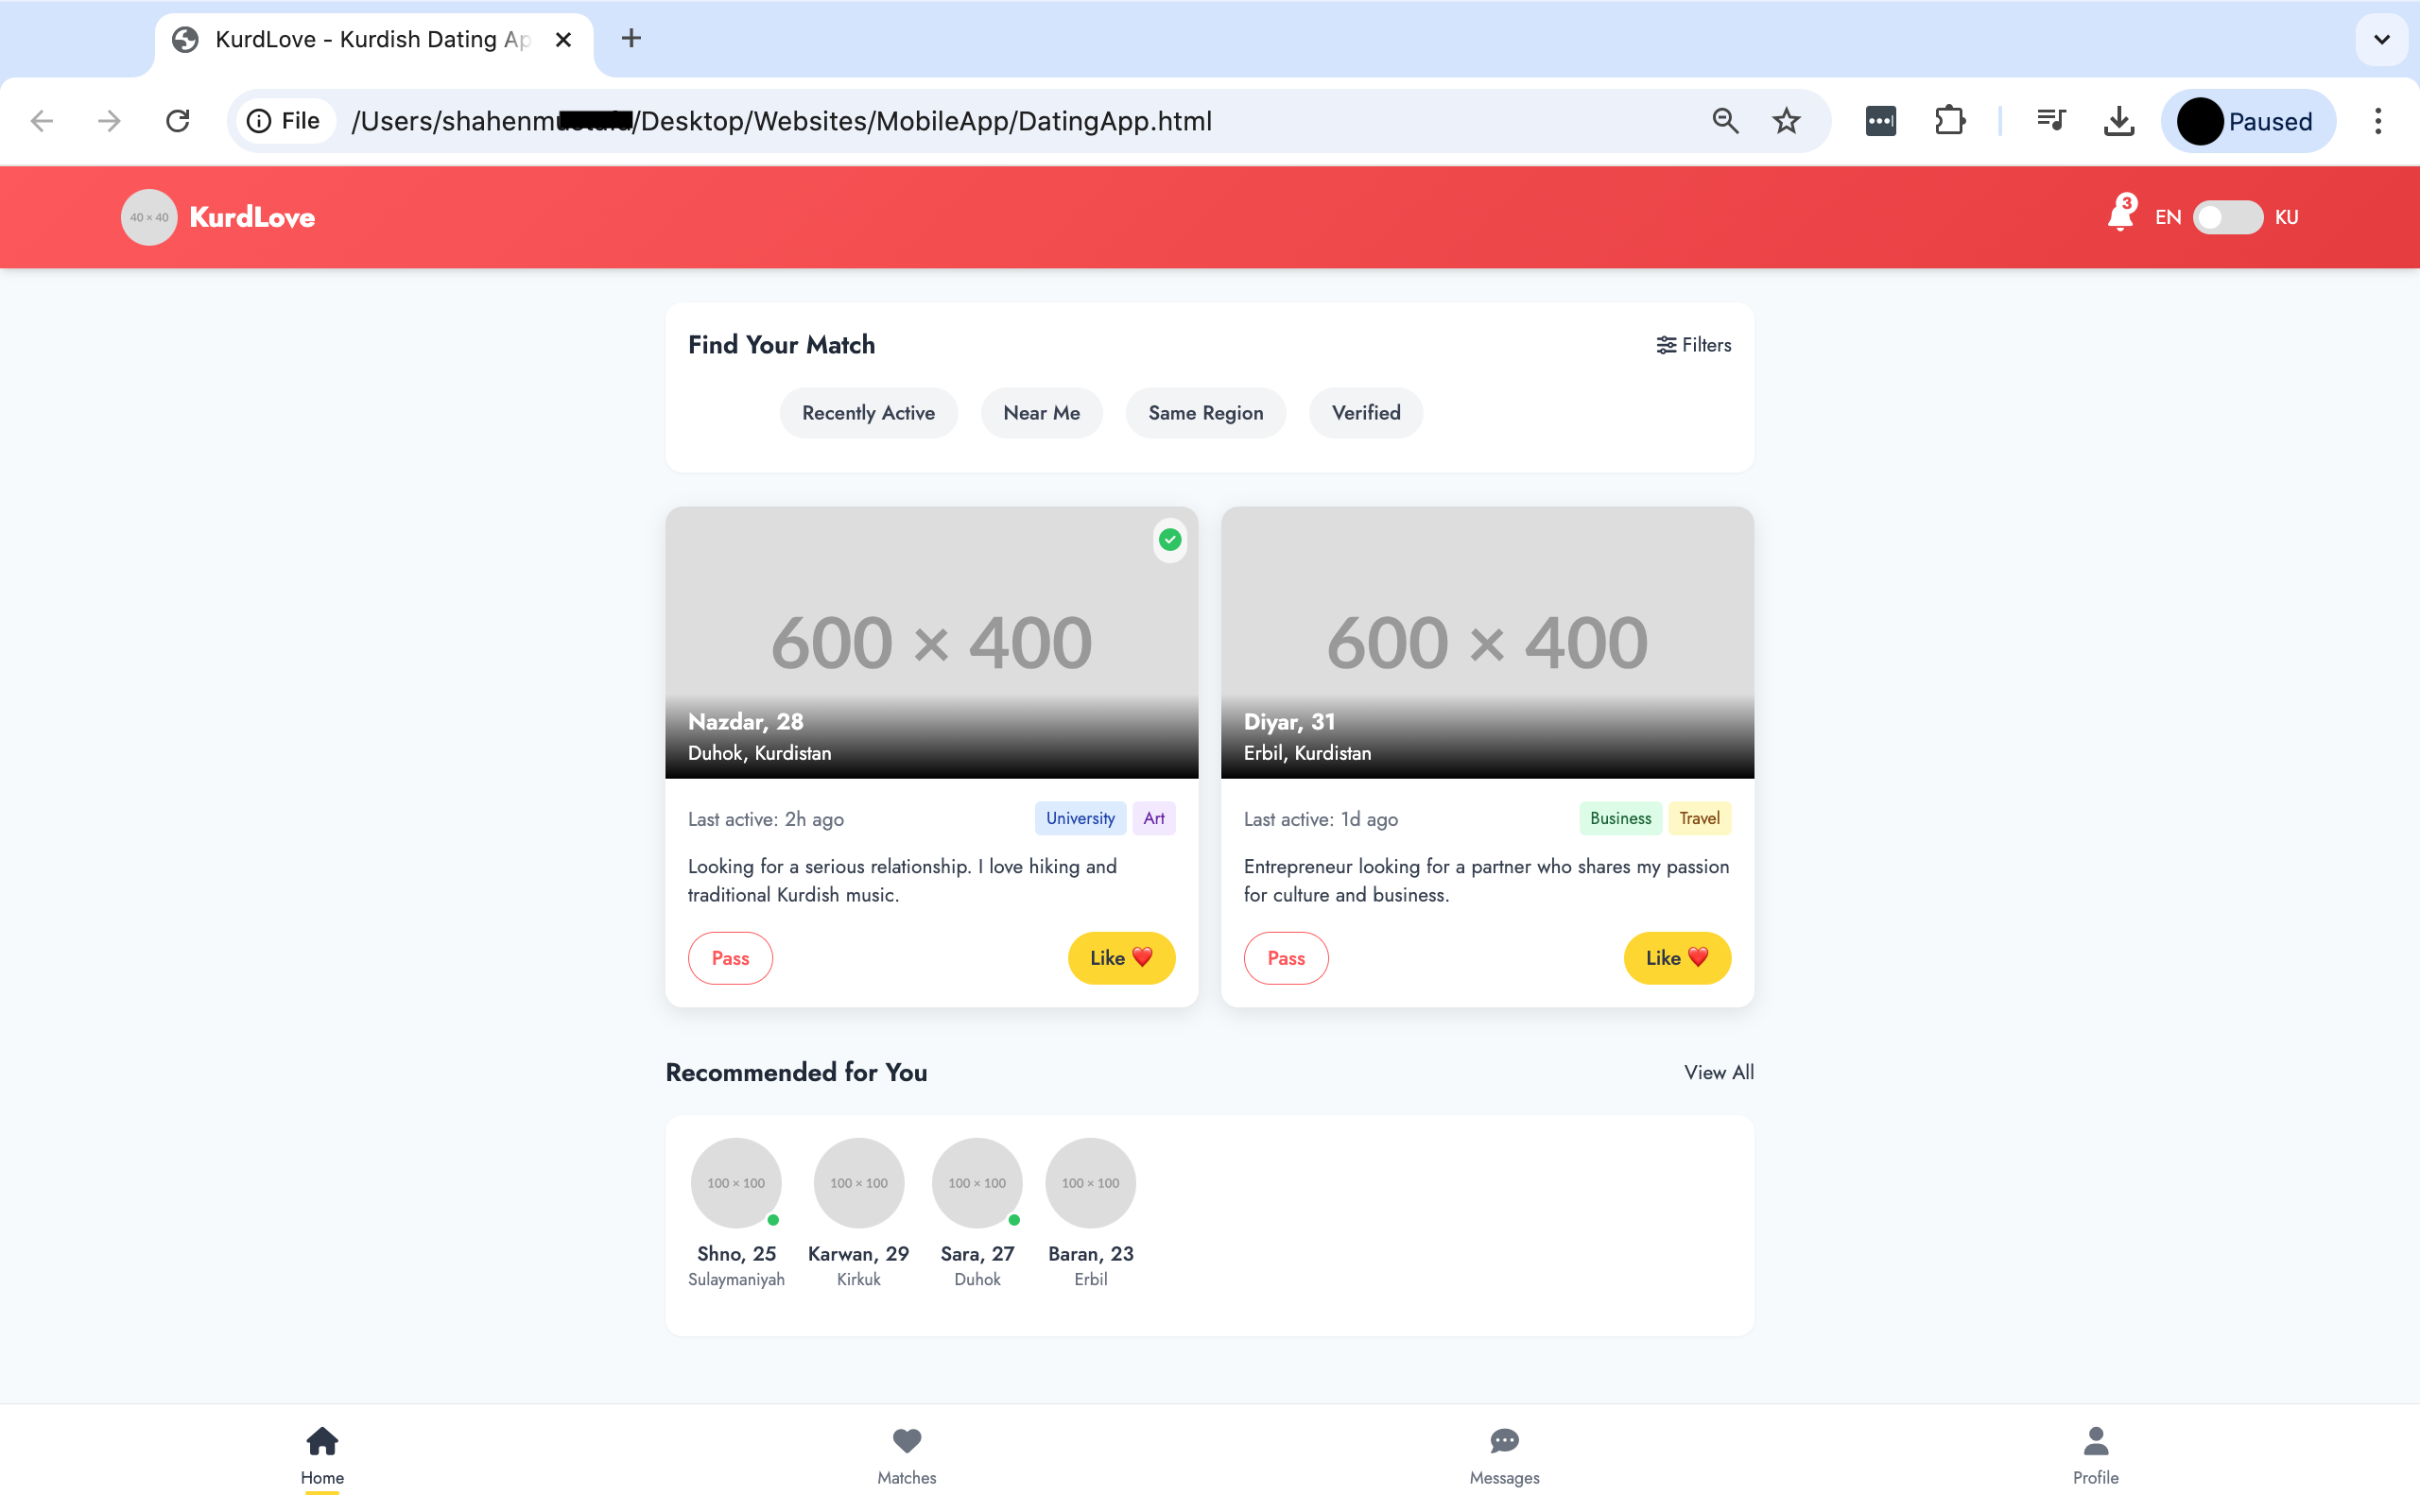 KurdLove - Kurdish Dating Ap
File
/Users/shahenmu /Desktop/Websites/MobileApp/DatingApp.html
Paused
40 × 40
KurdLove
3
EN
KU
Find Your Match
Filters
Recently Active
Near Me
Same Region
Verified
600 × 400
Nazdar, 28
Duhok, Kurdistan
Last active: 2h ago
University
Art
Looking for a serious relationship. I love hiking and
traditional Kurdish music.
Pass
Like ❤️
600 × 400
Diyar, 31
Erbil, Kurdistan
Last active: 1d ago
Business
Travel
Entrepreneur looking for a partner who shares my passion
for culture and business.
Pass
Like ❤️
Recommended for You
View All
100 × 100
100 × 100
100 × 100
100 × 100
Shno, 25
Karwan, 29
Sara, 27
Baran, 23
Sulaymaniyah
Kirkuk
Duhok
Erbil
Home
Matches
Messages
Profile